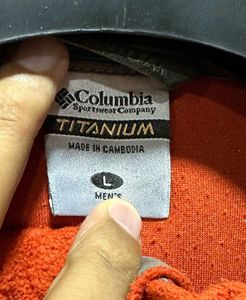 Columbia
Sportswear Company
TITANIUM
MADE IN CAMBODIA
L
MEN'S